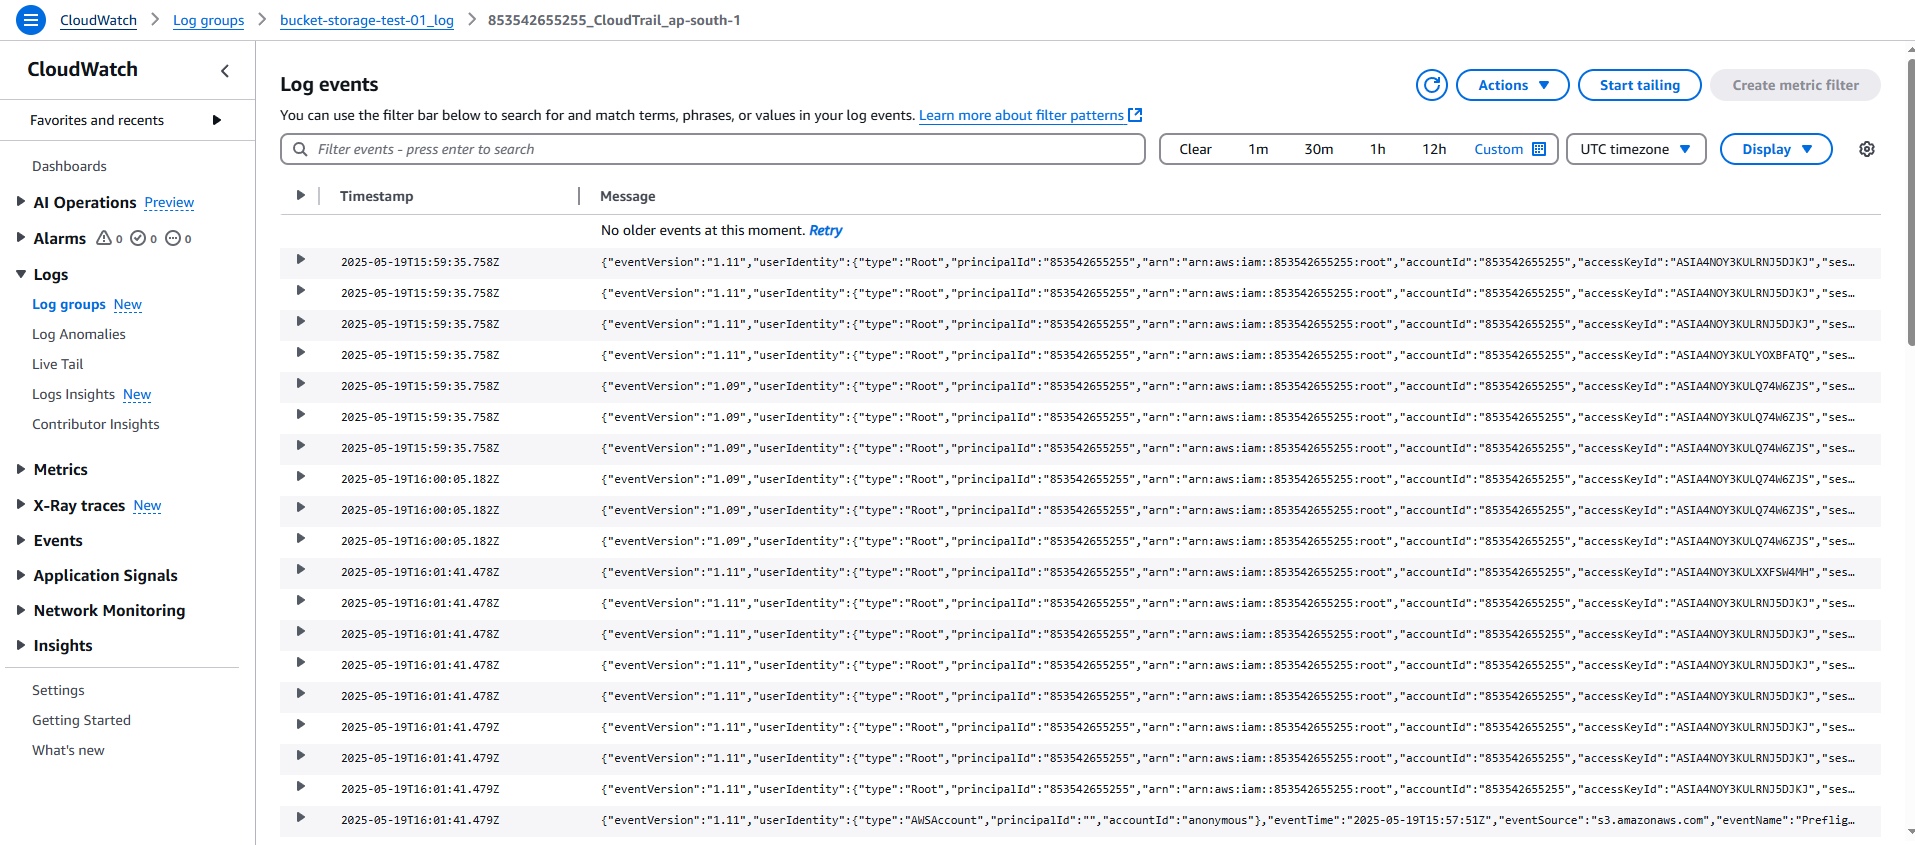 CloudWatch > Log groups > bucket-storage-test-01_log > 853542655255_CloudTrail_ap-south-1
CloudWatch
Favorites and recents
Dashboards
AI Operations Preview
Alarms 0 0 0
Logs
Log groups New
Log Anomalies
Live Tail
Logs Insights New
Contributor Insights
Metrics
X-Ray traces New
Events
Application Signals
Network Monitoring
Insights
Settings
Getting Started
What's new
Log events
Actions
Start tailing
Create metric filter
You can use the filter bar below to search for and match terms, phrases, or values in your log events. Learn more about filter patterns
Filter events - press enter to search
Clear 1m 30m 1h 12h Custom
UTC timezone
Display
Timestamp Message
No older events at this moment. Retry
2025-05-19T15:59:35.758Z {"eventVersion":"1.11","userIdentity":{"type":"Root","principalId":"853542655255","arn":"arn:aws:iam::853542655255:root","accountId":"853542655255","accessKeyId":"ASIA4NOY3KULRNJ5DJKJ","ses…
2025-05-19T15:59:35.758Z {"eventVersion":"1.11","userIdentity":{"type":"Root","principalId":"853542655255","arn":"arn:aws:iam::853542655255:root","accountId":"853542655255","accessKeyId":"ASIA4NOY3KULRNJ5DJKJ","ses…
2025-05-19T15:59:35.758Z {"eventVersion":"1.11","userIdentity":{"type":"Root","principalId":"853542655255","arn":"arn:aws:iam::853542655255:root","accountId":"853542655255","accessKeyId":"ASIA4NOY3KULRNJ5DJKJ","ses…
2025-05-19T15:59:35.758Z {"eventVersion":"1.11","userIdentity":{"type":"Root","principalId":"853542655255","arn":"arn:aws:iam::853542655255:root","accountId":"853542655255","accessKeyId":"ASIA4NOY3KULYOXBFATQ","ses…
2025-05-19T15:59:35.758Z {"eventVersion":"1.09","userIdentity":{"type":"Root","principalId":"853542655255","arn":"arn:aws:iam::853542655255:root","accountId":"853542655255","accessKeyId":"ASIA4NOY3KULQ74W6ZJS","ses…
2025-05-19T15:59:35.758Z {"eventVersion":"1.09","userIdentity":{"type":"Root","principalId":"853542655255","arn":"arn:aws:iam::853542655255:root","accountId":"853542655255","accessKeyId":"ASIA4NOY3KULQ74W6ZJS","ses…
2025-05-19T15:59:35.758Z {"eventVersion":"1.09","userIdentity":{"type":"Root","principalId":"853542655255","arn":"arn:aws:iam::853542655255:root","accountId":"853542655255","accessKeyId":"ASIA4NOY3KULQ74W6ZJS","ses…
2025-05-19T16:00:05.182Z {"eventVersion":"1.09","userIdentity":{"type":"Root","principalId":"853542655255","arn":"arn:aws:iam::853542655255:root","accountId":"853542655255","accessKeyId":"ASIA4NOY3KULQ74W6ZJS","ses…
2025-05-19T16:00:05.182Z {"eventVersion":"1.09","userIdentity":{"type":"Root","principalId":"853542655255","arn":"arn:aws:iam::853542655255:root","accountId":"853542655255","accessKeyId":"ASIA4NOY3KULQ74W6ZJS","ses…
2025-05-19T16:00:05.182Z {"eventVersion":"1.09","userIdentity":{"type":"Root","principalId":"853542655255","arn":"arn:aws:iam::853542655255:root","accountId":"853542655255","accessKeyId":"ASIA4NOY3KULQ74W6ZJS","ses…
2025-05-19T16:01:41.478Z {"eventVersion":"1.11","userIdentity":{"type":"Root","principalId":"853542655255","arn":"arn:aws:iam::853542655255:root","accountId":"853542655255","accessKeyId":"ASIA4NOY3KULXXFSW4MH","ses…
2025-05-19T16:01:41.478Z {"eventVersion":"1.11","userIdentity":{"type":"Root","principalId":"853542655255","arn":"arn:aws:iam::853542655255:root","accountId":"853542655255","accessKeyId":"ASIA4NOY3KULRNJ5DJKJ","ses…
2025-05-19T16:01:41.478Z {"eventVersion":"1.11","userIdentity":{"type":"Root","principalId":"853542655255","arn":"arn:aws:iam::853542655255:root","accountId":"853542655255","accessKeyId":"ASIA4NOY3KULRNJ5DJKJ","ses…
2025-05-19T16:01:41.478Z {"eventVersion":"1.11","userIdentity":{"type":"Root","principalId":"853542655255","arn":"arn:aws:iam::853542655255:root","accountId":"853542655255","accessKeyId":"ASIA4NOY3KULRNJ5DJKJ","ses…
2025-05-19T16:01:41.478Z {"eventVersion":"1.11","userIdentity":{"type":"Root","principalId":"853542655255","arn":"arn:aws:iam::853542655255:root","accountId":"853542655255","accessKeyId":"ASIA4NOY3KULRNJ5DJKJ","ses…
2025-05-19T16:01:41.479Z {"eventVersion":"1.11","userIdentity":{"type":"Root","principalId":"853542655255","arn":"arn:aws:iam::853542655255:root","accountId":"853542655255","accessKeyId":"ASIA4NOY3KULRNJ5DJKJ","ses…
2025-05-19T16:01:41.479Z {"eventVersion":"1.11","userIdentity":{"type":"Root","principalId":"853542655255","arn":"arn:aws:iam::853542655255:root","accountId":"853542655255","accessKeyId":"ASIA4NOY3KULRNJ5DJKJ","ses…
2025-05-19T16:01:41.479Z {"eventVersion":"1.11","userIdentity":{"type":"Root","principalId":"853542655255","arn":"arn:aws:iam::853542655255:root","accountId":"853542655255","accessKeyId":"ASIA4NOY3KULRNJ5DJKJ","ses…
2025-05-19T16:01:41.479Z {"eventVersion":"1.11","userIdentity":{"type":"AWSAccount","principalId":"","accountId":"anonymous"},"eventTime":"2025-05-19T15:57:51Z","eventSource":"s3.amazonaws.com","eventName":"Preflig…